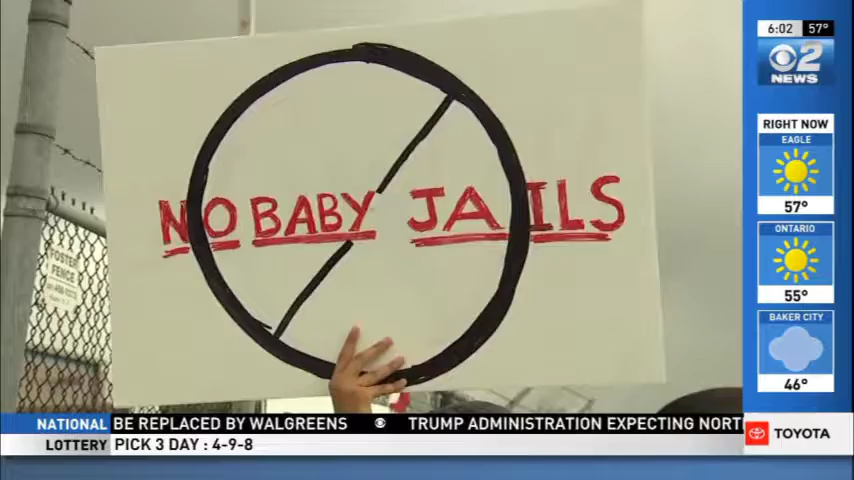 NO BABY JAILS
FOSTER
FENCE
6:02 57°
2
NEWS
RIGHT NOW
EAGLE
57°
ONTARIO
55°
BAKER CITY
46°
NATIONAL BE REPLACED BY WALGREENS TRUMP ADMINISTRATION EXPECTING NORT
LOTTERY PICK 3 DAY : 4-9-8
TOYOTA